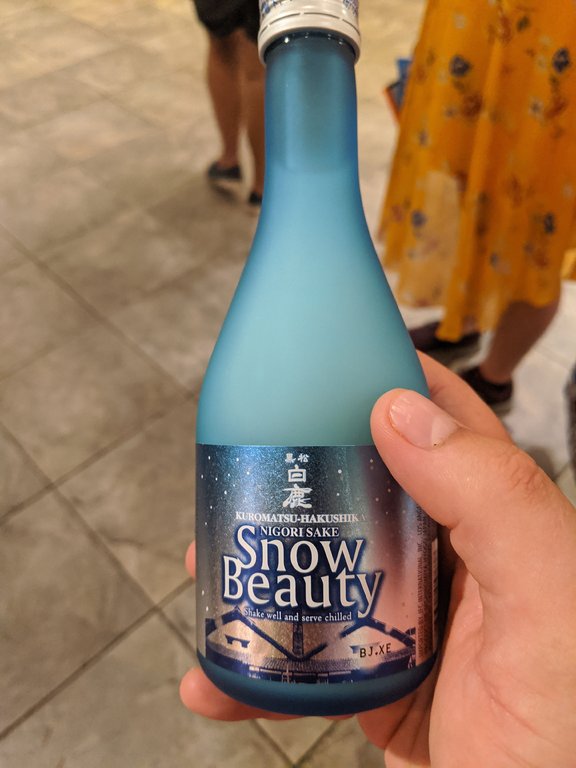 黒松
白鹿
KUROMATSU-HAKUSHIKA
NIGORI SAKE
Snow
Beauty
Shake well and serve chilled
BJ.XE